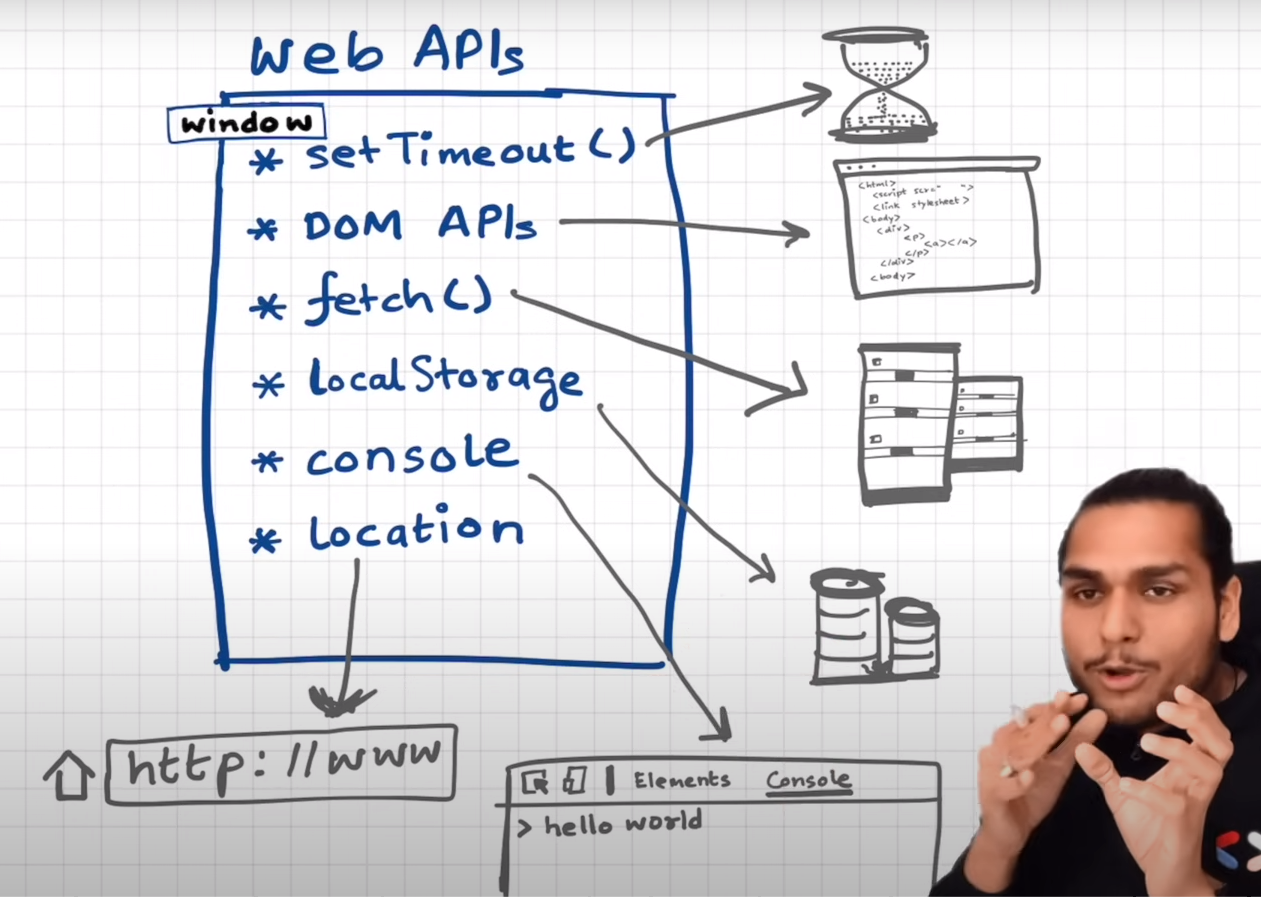 Web APIs
window
* setTimeout()
* DOM APIs
* fetch()
* localStorage
* console
* location
<html>
<script scr=" ">
<link stylesheet>
<body>
<div>
<p>
<a></a>
</p>
</div>
<body>
http://www
Elements Console
> hello world